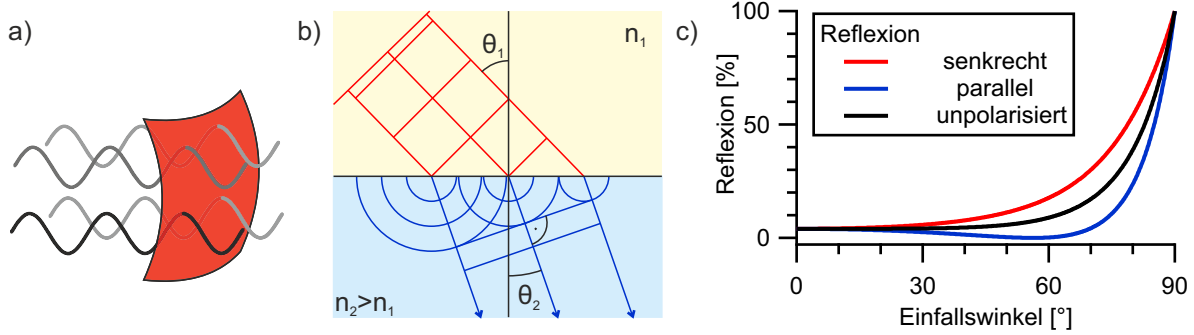 a)
b)
θ₁
n₁
n₂>n₁
θ₂
c)
Reflexion [%]
100
50
0
Reflexion
senkrecht
parallel
unpolarisiert
0
30
60
90
Einfallswinkel [°]